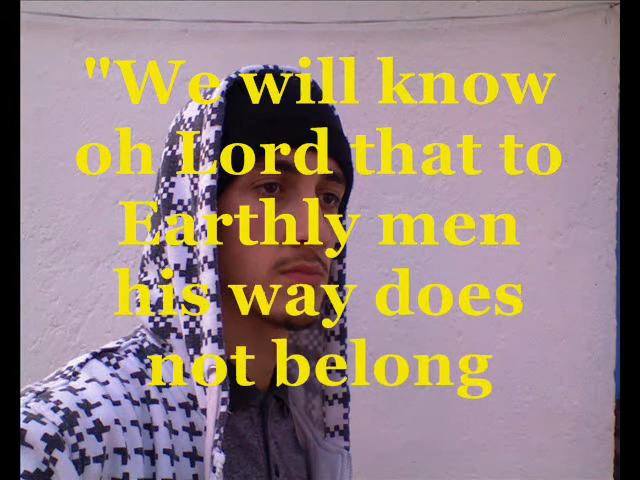 "We will know
oh Lord that to
Earthly men
his way does
not belong